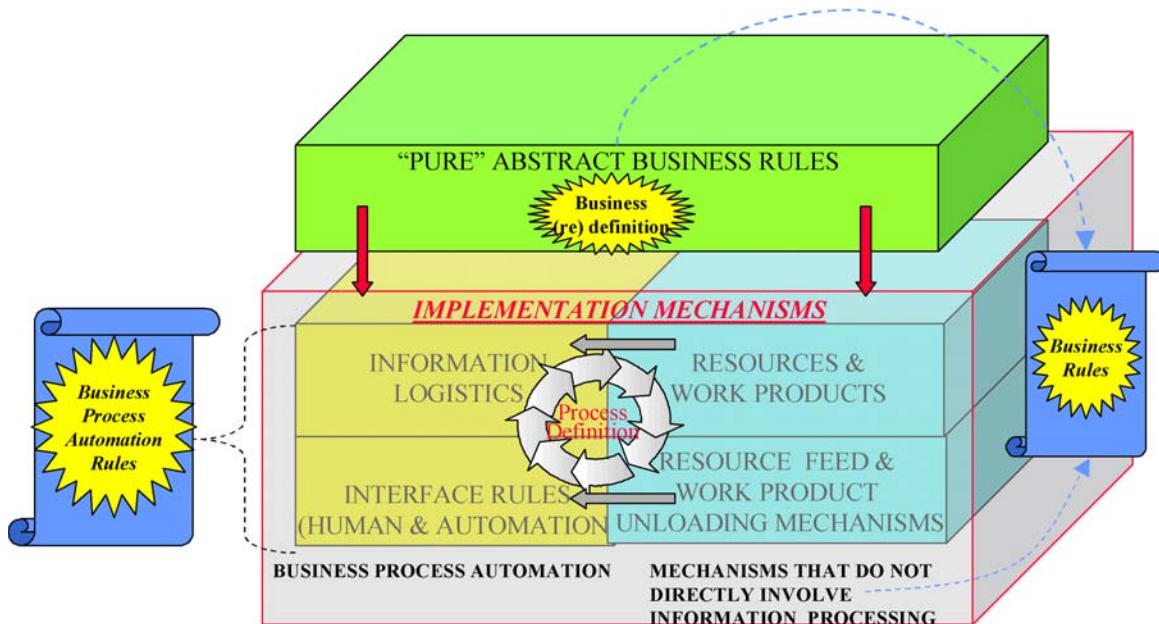 “PURE” ABSTRACT BUSINESS RULES
Business
(re) definition
IMPLEMENTATION MECHANISMS
INFORMATION
LOGISTICS
RESOURCES &
WORK PRODUCTS
Process
Definition
INTERFACE RULES
(HUMAN & AUTOMATION
RESOURCE FEED &
WORK PRODUCT
UNLOADING MECHANISMS
Business
Process
Automation
Rules
Business
Rules
BUSINESS PROCESS AUTOMATION
MECHANISMS THAT DO NOT
DIRECTLY INVOLVE
INFORMATION PROCESSING